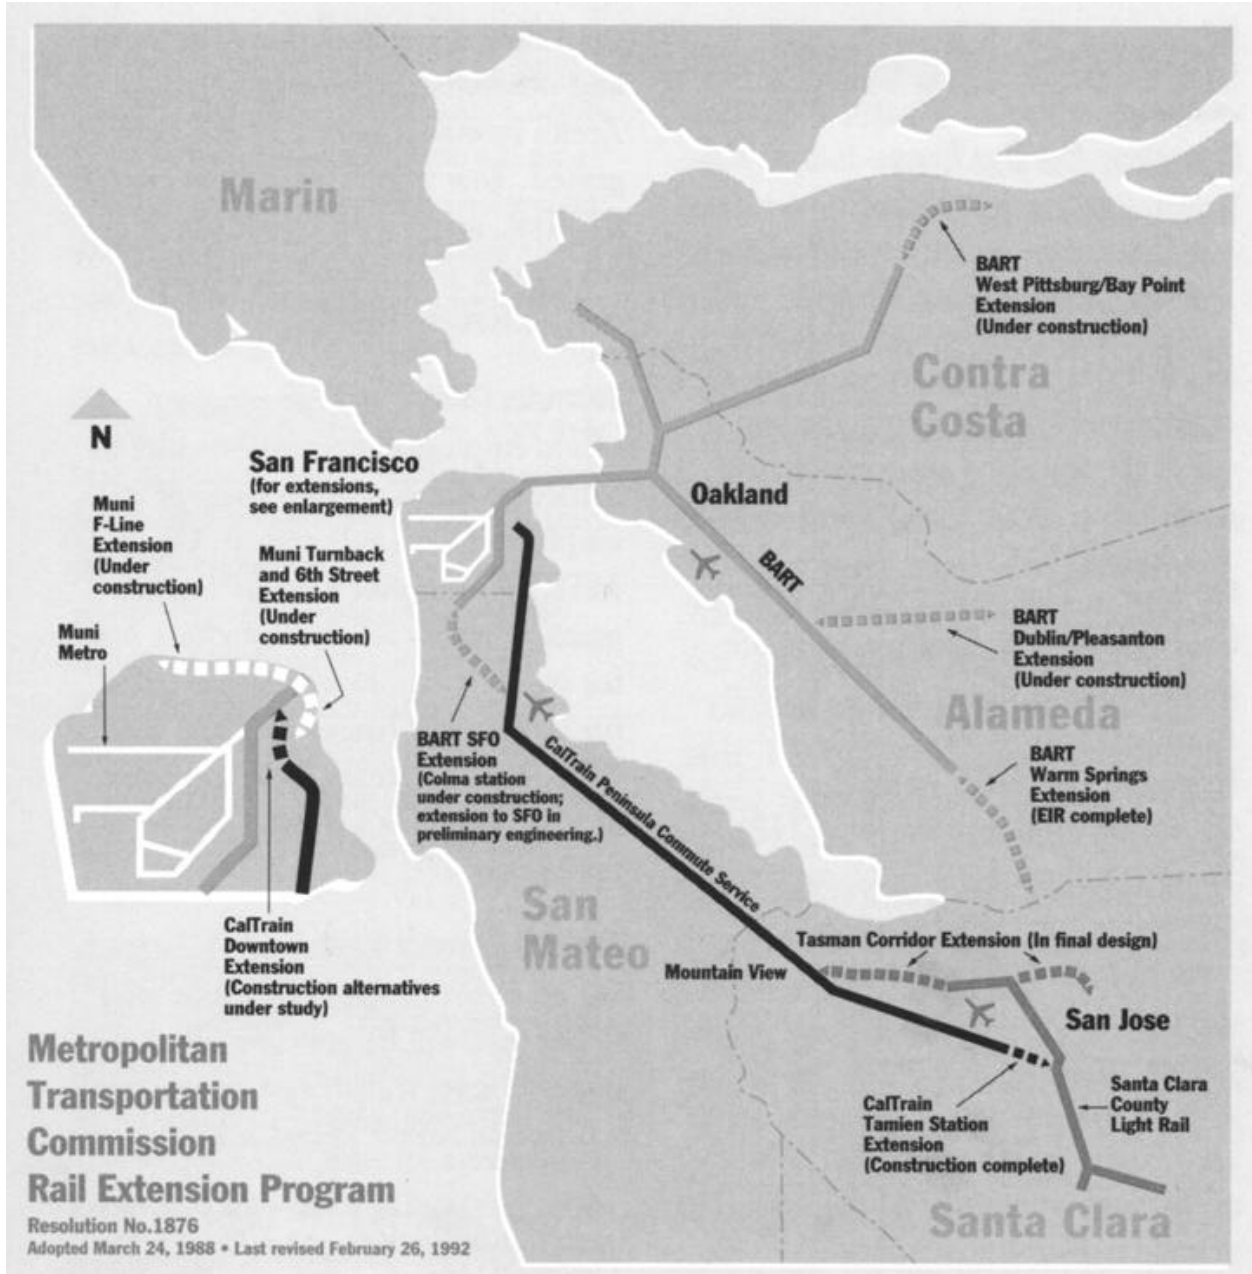 Marin
BART
West Pittsburg/Bay Point
Extension
(Under construction)
Contra
Costa
N
San Francisco
(for extensions,
see enlargement)
Oakland
Muni
F-Line
Extension
(Under
construction)
Muni Turnback
and 6th Street
Extension
(Under
construction)
BART
Muni
Metro
BART
Dublin/Pleasanton
Extension
(Under construction)
Alameda
BART SFO
Extension
(Colma station
under construction;
extension to SFO in
preliminary engineering.)
CalTrain Peninsula Commute Service
BART
Warm Springs
Extension
(EIR complete)
San
Mateo
CalTrain
Downtown
Extension
(Construction alternatives
under study)
Tasman Corridor Extension (In final design)
Mountain View
San Jose
CalTrain
Tamien Station
Extension
(Construction complete)
Santa Clara
County
Light Rail
Santa Clara
Metropolitan
Transportation
Commission
Rail Extension Program
Resolution No.1876
Adopted March 24, 1988 • Last revised February 26, 1992